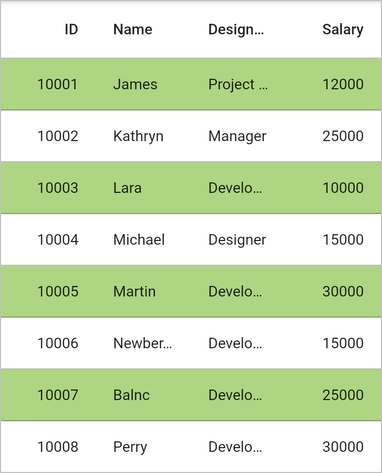 ID Name Design... Salary
10001 James Project ... 12000
10002 Kathryn Manager 25000
10003 Lara Develo... 10000
10004 Michael Designer 15000
10005 Martin Develo... 30000
10006 Newber... Develo... 15000
10007 Balnc Develo... 25000
10008 Perry Develo... 30000